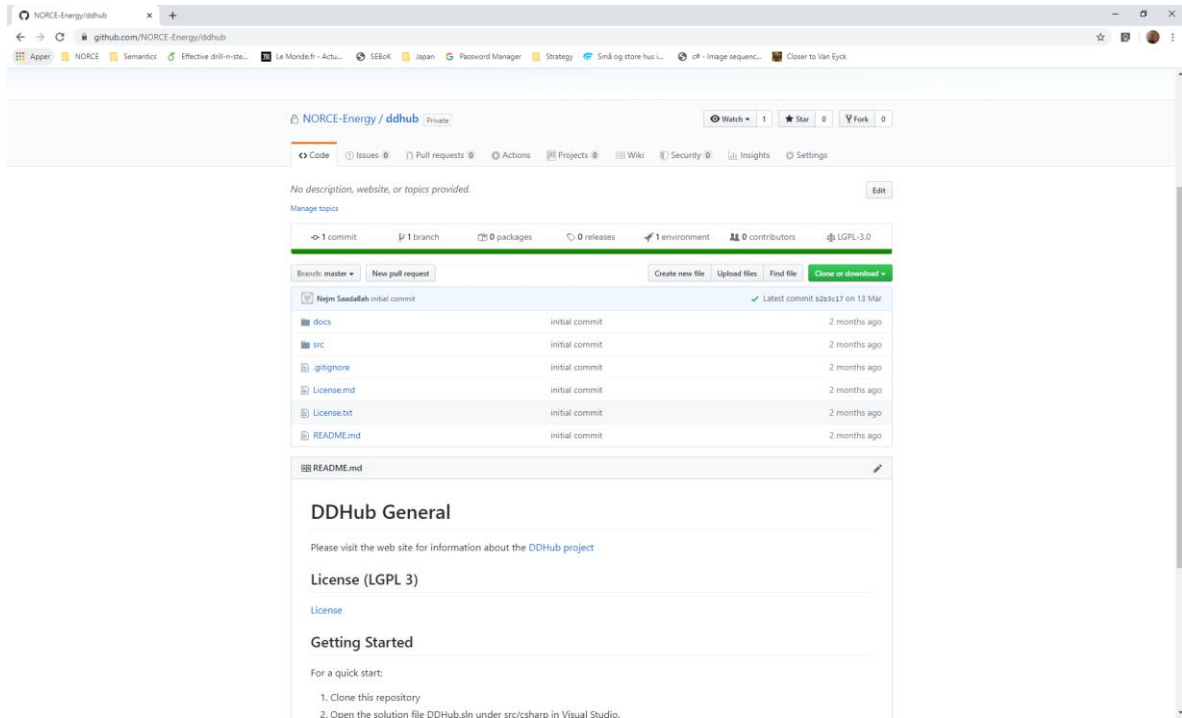 NORCE-Energy/ddhub
github.com/NORCE-Energy/ddhub
Apper NORCE Semantics Effective drill-n-ste... Le Monde.fr - Actu... SEBoK Japan Password Manager Strategy Små og store hus i... c# - Image sequenc... Closer to Van Eyck
NORCE-Energy / ddhub Private Watch 1 Star 0 Fork 0
Code Issues 0 Pull requests 0 Actions Projects 0 Wiki Security 0 Insights Settings
No description, website, or topics provided. Edit
Manage topics
1 commit 1 branch 0 packages 0 releases 1 environment 0 contributors LGPL-3.0
Branch: master New pull request Create new file Upload files Find file Clone or download
Nejm Saadallah initial commit Latest commit on 13 Mar
docs initial commit 2 months ago
src initial commit 2 months ago
.gitignore initial commit 2 months ago
License.md initial commit 2 months ago
License.txt initial commit 2 months ago
README.md initial commit 2 months ago
README.md
DDHub General
Please visit the web site for information about the DDHub project
License (LGPL 3)
License
Getting Started
For a quick start:
1. Clone this repository
2. Open the solution file DDHub.sln under src/csharp in Visual Studio.